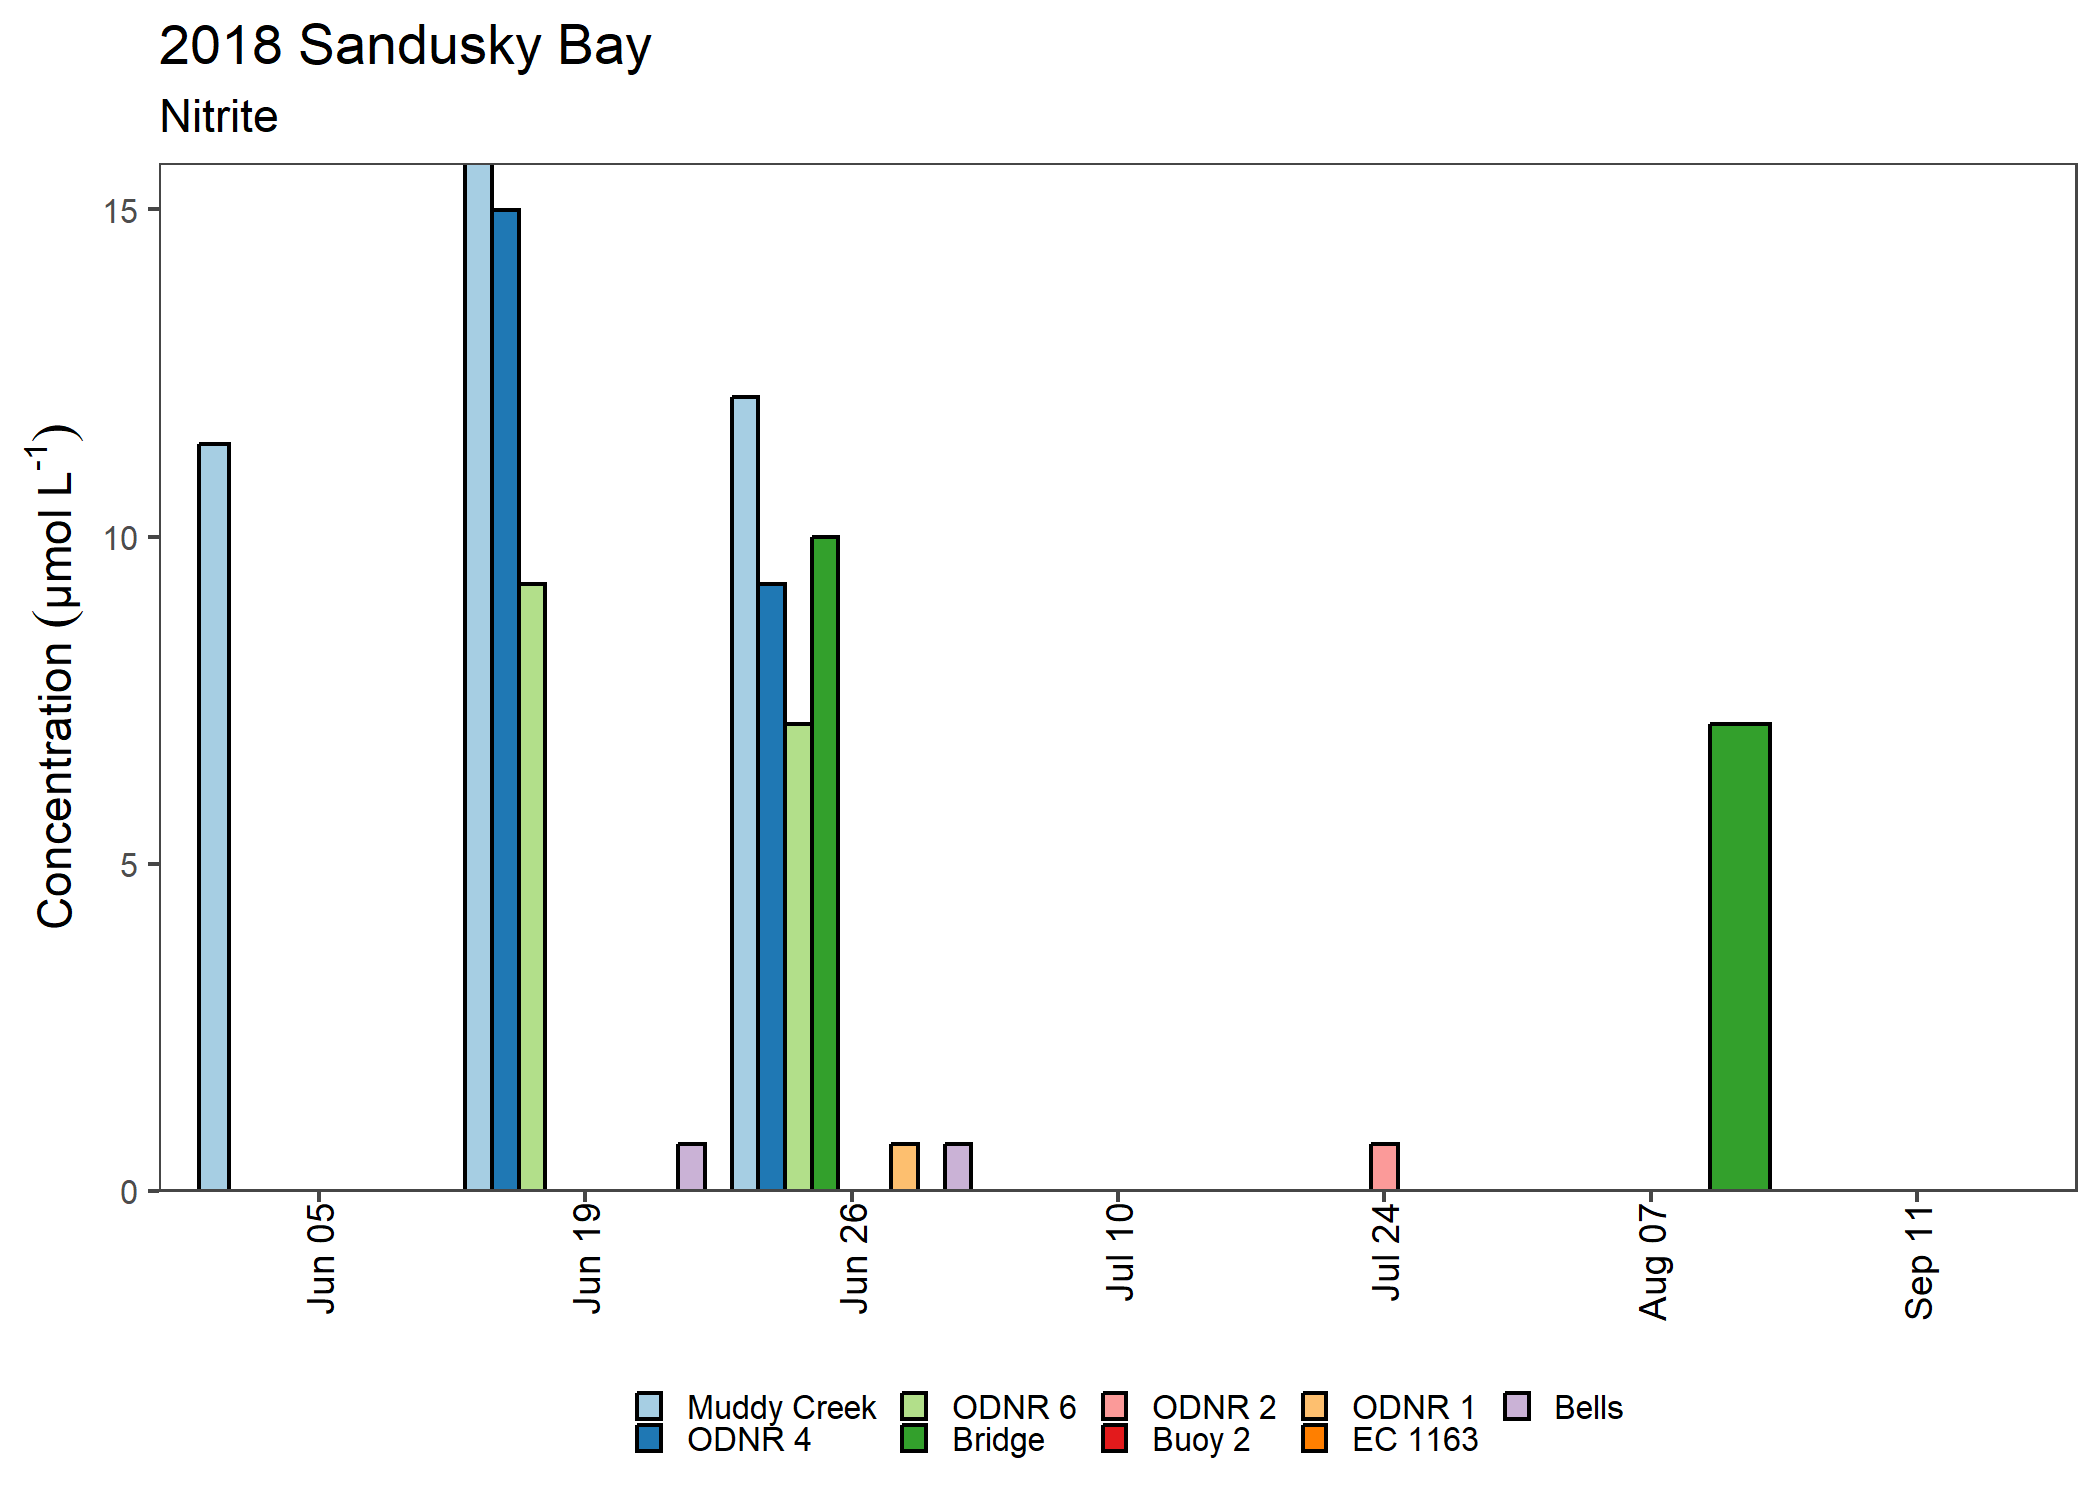 2018 Sandusky Bay
Nitrite
Concentration (µmol L-1)
15
10
5
0
Jun 05
Jun 19
Jun 26
Jul 10
Jul 24
Aug 07
Sep 11
Muddy Creek
ODNR 6
ODNR 2
ODNR 1
Bells
ODNR 4
Bridge
Buoy 2
EC 1163